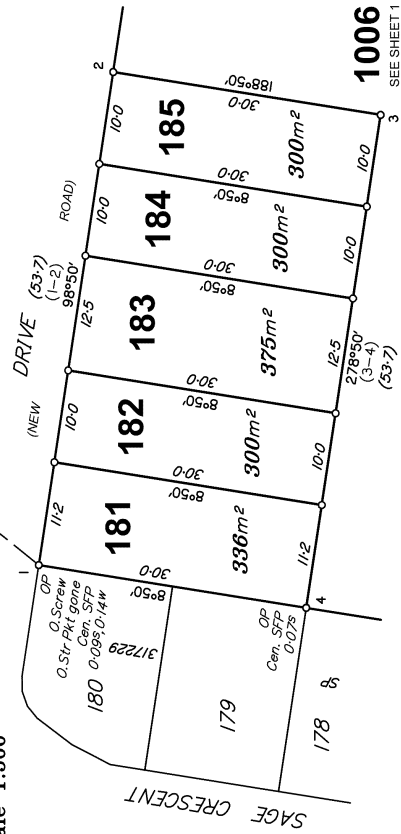 DRIVE
(NEW
ROAD)
(53·7)
(1–2)
98°50'
1
11·2
10·0
12·5
10·0
10·0
2
OP
O.Screw
O.Str Pkt gone
Cen. SFP
0·09s, 0·14w
180
317229
8°50'
30·0
181
336m²
8°50'
30·0
182
300m²
8°50'
30·0
183
375m²
8°50'
30·0
184
300m²
8°50'
30·0
185
300m²
188°50'
30·0
1006
SEE SHEET 1
179
OP
Cen. SFP
0·07s
4
11·2
10·0
12·5
10·0
10·0
3
278°50'
(3–4)
(53·7)
178
SP
SAGE CRESCENT
1:500